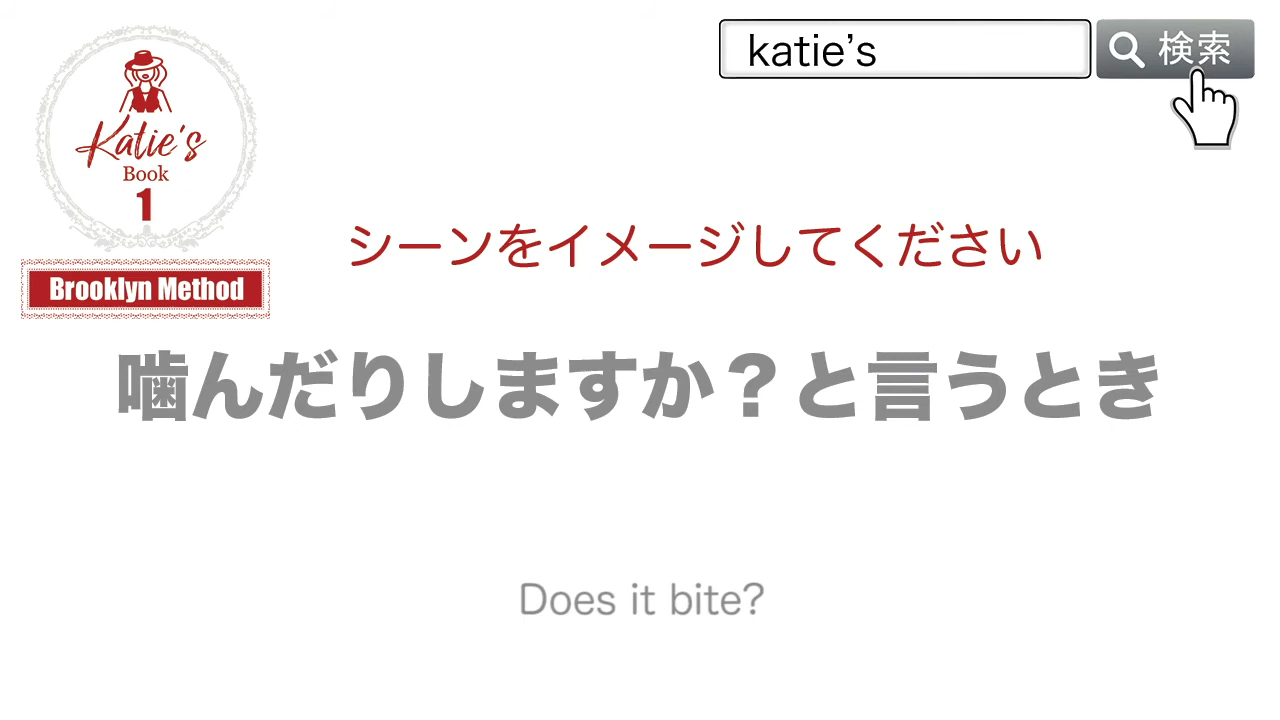 katie’s
検索
Katie's
Book
1
Brooklyn Method
シーンをイメージしてください
噛んだりしますか？と言うとき
Does it bite?